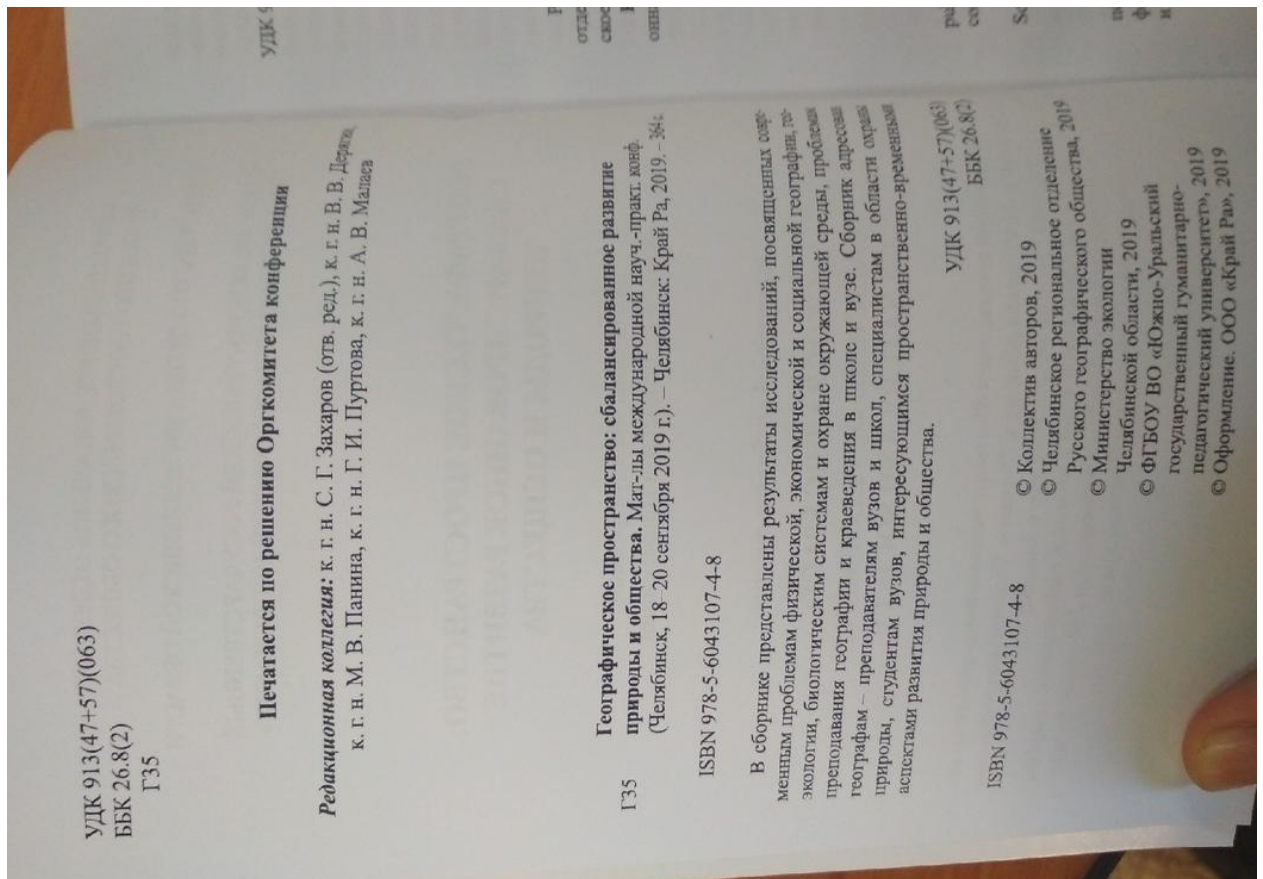 УДК 913(47+57)(063)
ББК 26.8(2)
Г35
Печатается по решению Оргкомитета конференции
Редакционная коллегия: к. г. н. С. Г. Захаров (отв. ред.), к. г. н. В. В. Дерягин,
к. г. н. М. В. Панина, к. г. н. Г. И. Пуртова, к. г. н. А. В. Малаев
Географическое пространство: сбалансированное развитие
Г35 природы и общества. Мат-лы международной науч.-практ. конф.
(Челябинск, 18–20 сентября 2019 г.). – Челябинск: Край Ра, 2019. – 364с.
ISBN 978-5-6043107-4-8
В сборнике представлены результаты исследований, посвященных совре-
менным проблемам физической, экономической и социальной географии, гео-
экологии, биологическим системам и охране окружающей среды, проблемам
преподавания географии и краеведения в школе и вузе. Сборник адресован
географам – преподавателям вузов и школ, специалистам в области охраны
природы, студентам вузов, интересующимся пространственно-временными
аспектами развития природы и общества.
УДК 913(47+57)(063)
ББК 26.8(2)
ISBN 978-5-6043107-4-8
© Коллектив авторов, 2019
© Челябинское региональное отделение
Русского географического общества, 2019
© Министерство экологии
Челябинской области, 2019
© ФГБОУ ВО «Южно-Уральский
государственный гуманитарно-
педагогический университет», 2019
© Оформление. ООО «Край Ра», 2019
УДК 9
отде
ское